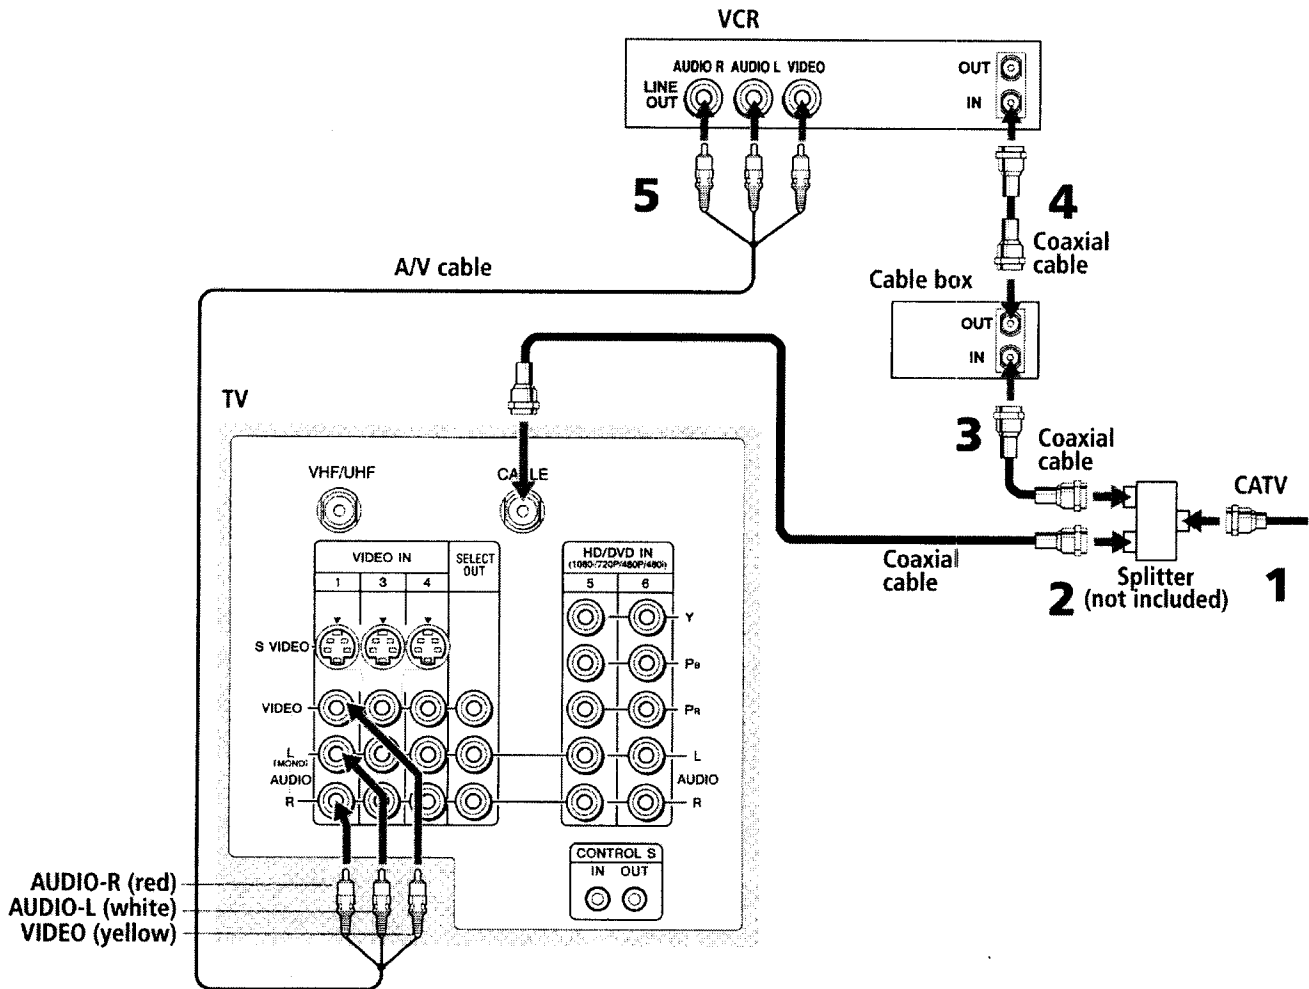 VCR
AUDIO R AUDIO L VIDEO
LINE
OUT
OUT
IN
5
4
Coaxial
cable
A/V cable
Cable box
OUT
IN
TV
3
Coaxial
cable
VHF/UHF
CABLE
CATV
VIDEO IN
SELECT
OUT
1 3 4
HD/DVD IN
(1080i/720P/480P/480i)
5 6
Coaxial
cable
2
Splitter
(not included)
1
S VIDEO
Y
PB
VIDEO
PR
L
(MONO)
AUDIO
R
L
AUDIO
R
CONTROL S
IN OUT
AUDIO-R (red)
AUDIO-L (white)
VIDEO (yellow)